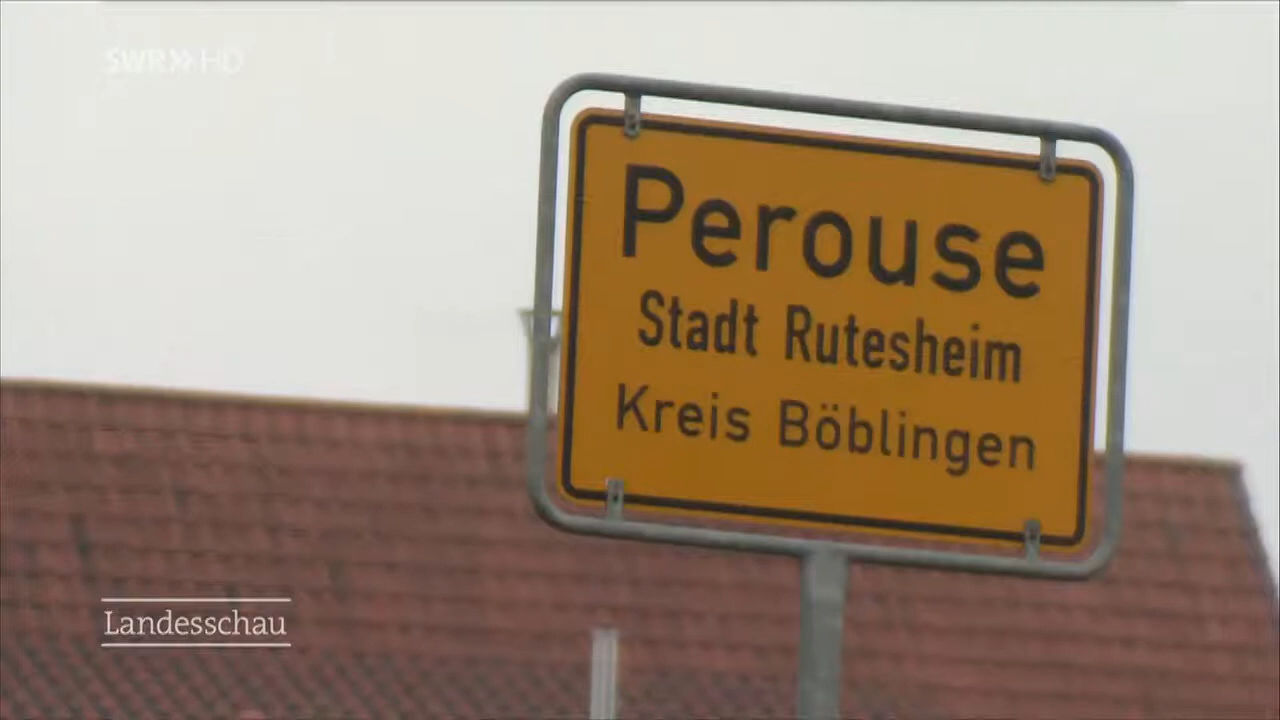 SWR» HD
Perouse
Stadt Rutesheim
Kreis Böblingen
Landesschau